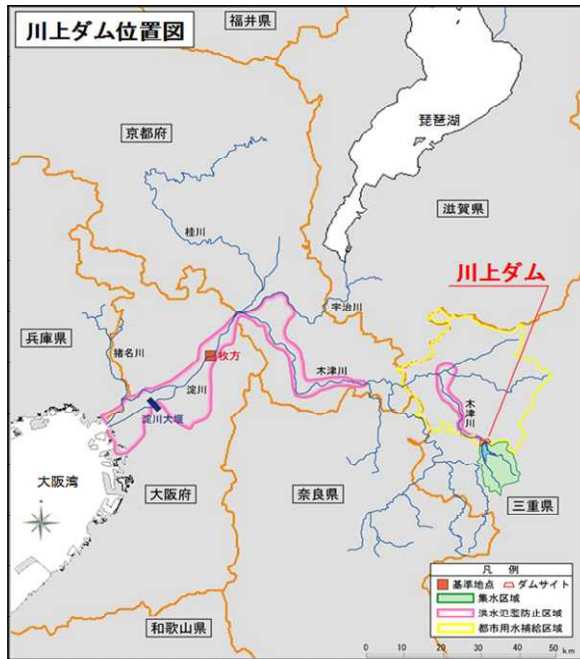 川上ダム位置図
福井県
京都府
琵琶湖
滋賀県
桂川
川上ダム
宇治川
兵庫県
猪名川
枚方
木津川
淀川
木津川
淀川大堰
大阪湾
大阪府
奈良県
三重県
和歌山県
凡 例
基準地点 ダムサイト
集水区域
洪水氾濫防止区域
都市用水補給区域
0 10 20 30 40 50 km